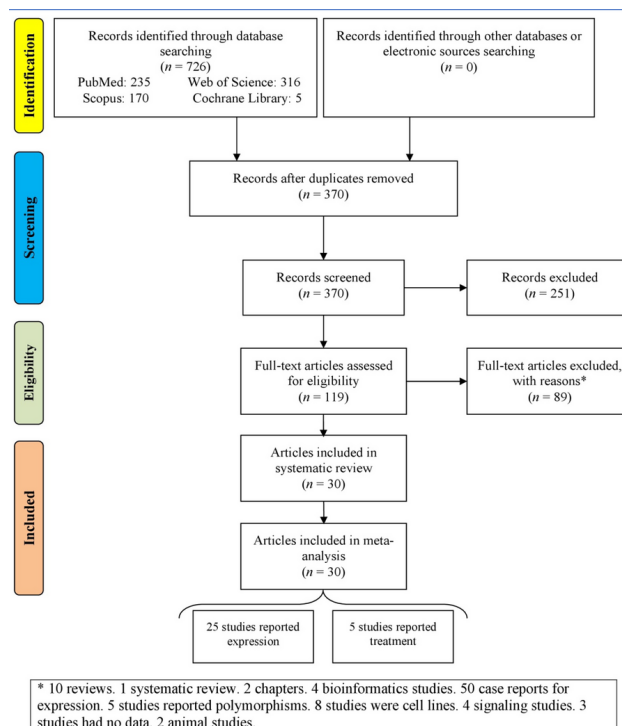 Identification
Records identified through database
searching
(n = 726)
PubMed: 235 Web of Science: 316
Scopus: 170 Cochrane Library: 5
Records identified through other databases or
electronic sources searching
(n = 0)
Screening
Records after duplicates removed
(n = 370)
Records screened
(n = 370)
Records excluded
(n = 251)
Eligibility
Full-text articles assessed
for eligibility
(n = 119)
Full-text articles excluded,
with reasons*
(n = 89)
Included
Articles included in
systematic review
(n = 30)
Articles included in meta-
analysis
(n = 30)
25 studies reported
expression
5 studies reported
treatment
* 10 reviews. 1 systematic review. 2 chapters. 4 bioinformatics studies. 50 case reports for
expression. 5 studies reported polymorphisms. 8 studies were cell lines. 4 signaling studies. 3
studies had no data. 2 animal studies.